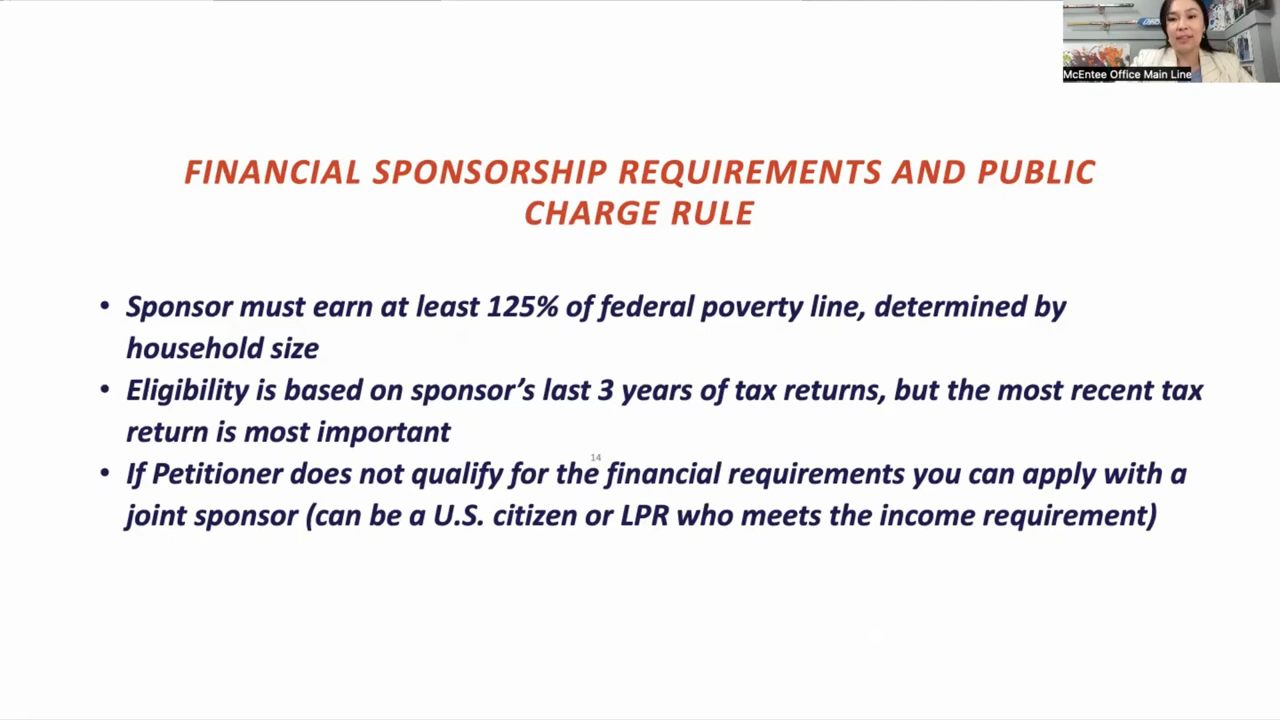 McEntee Office Main Line
FINANCIAL SPONSORSHIP REQUIREMENTS AND PUBLIC
CHARGE RULE
• Sponsor must earn at least 125% of federal poverty line, determined by
household size
• Eligibility is based on sponsor’s last 3 years of tax returns, but the most recent tax
return is most important
14
• If Petitioner does not qualify for the financial requirements you can apply with a
joint sponsor (can be a U.S. citizen or LPR who meets the income requirement)